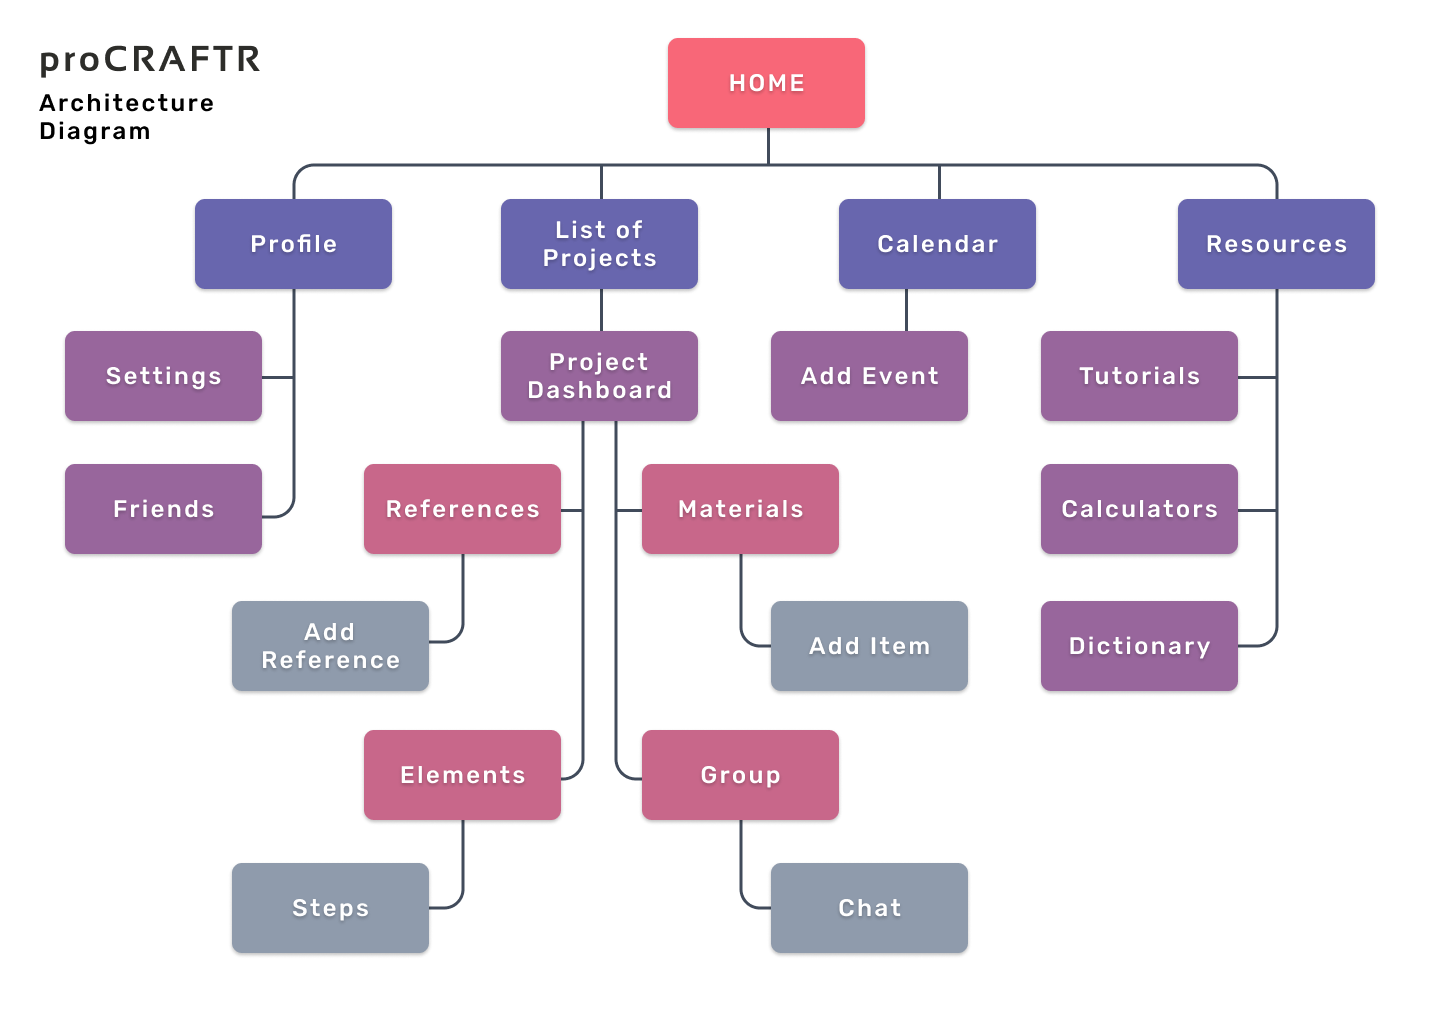 proCRAFTR
Architecture
Diagram
HOME
Profile
List of
Projects
Calendar
Resources
Settings
Project
Dashboard
Add Event
Tutorials
Friends
References
Materials
Calculators
Add
Reference
Add Item
Dictionary
Elements
Group
Steps
Chat